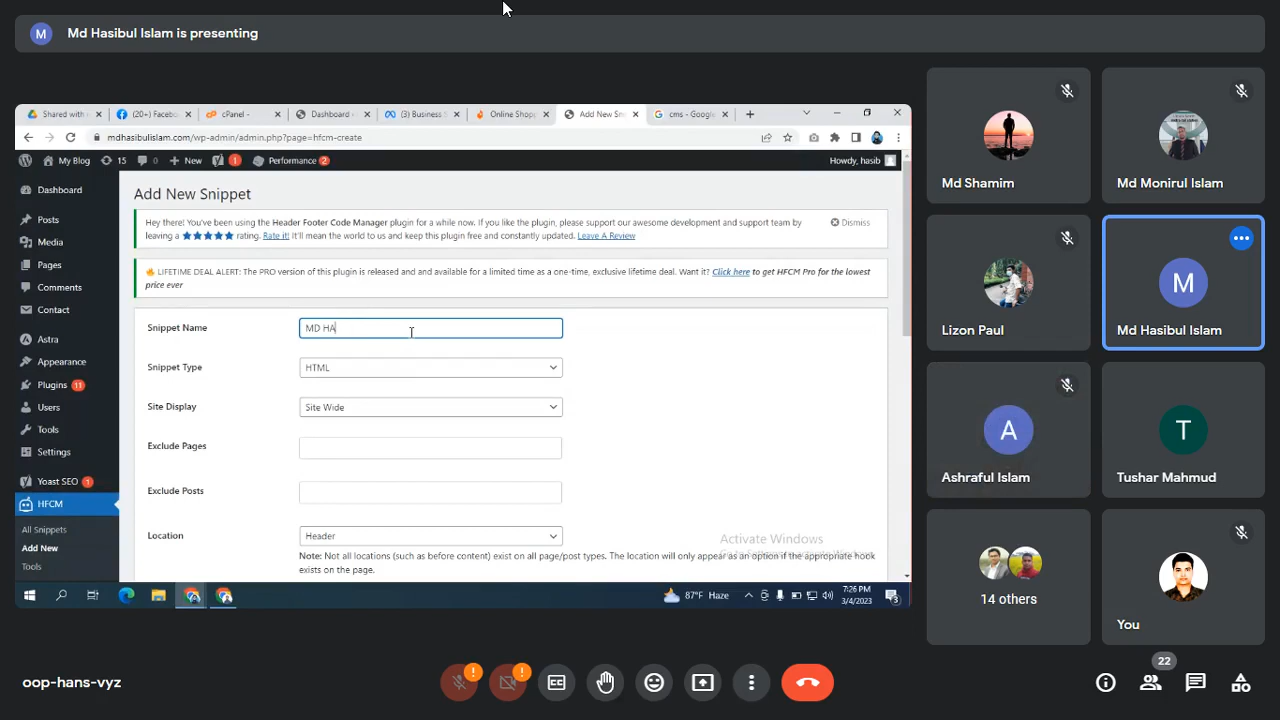 Md Hasibul Islam is presenting
M
Shared with
(20+) Facebo
cPanel -
Dashboard ‹
(3) Business S
Online Shopp
Add New Sni
cms - Google
mdhasibulislam.com/wp-admin/admin.php?page=hfcm-create
My Blog
15
New
1
Performance 2
Howdy, hasib
Dashboard
Posts
Media
Pages
Comments
Contact
Astra
Appearance
Plugins 11
Users
Tools
Settings
Yoast SEO 1
HFCM
All Snippets
Add New
Tools
Add New Snippet
Hey there! You've been using the Header Footer Code Manager plugin for a while now. If you like the plugin, please support our awesome development and support team by
leaving a ★★★★★ rating. Rate it! It'll mean the world to us and keep this plugin free and constantly updated. Leave A Review
Dismiss
LIFETIME DEAL ALERT: The PRO version of this plugin is released and and available for a limited time as a one-time, exclusive lifetime deal. Want it? Click here to get HFCM Pro for the lowest
price ever
Snippet Name
MD HA
Snippet Type
HTML
Site Display
Site Wide
Exclude Pages
Exclude Posts
Location
Header
Note: Not all locations (such as before content) exist on all page/post types. The location will only appear as an option if the appropriate hook
exists on the page.
Activate Windows
87°F Haze
7:26 PM
3/4/2023
3
Md Shamim
Md Monirul Islam
Lizon Paul
M
Md Hasibul Islam
A
Ashraful Islam
T
Tushar Mahmud
14 others
You
oop-hans-vyz
CC
22